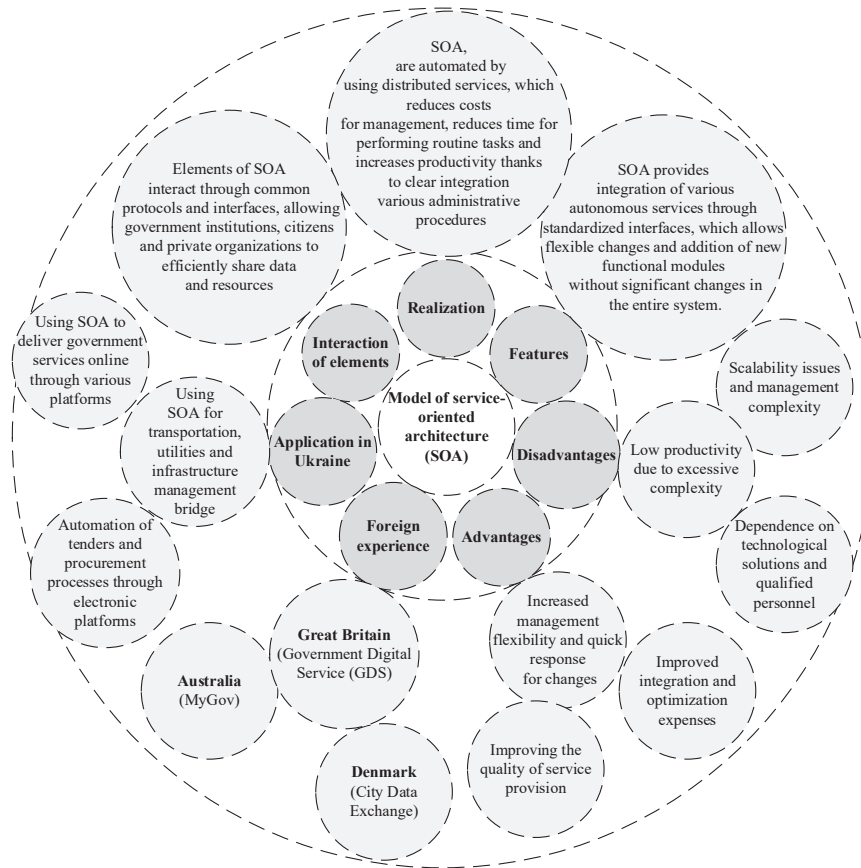 SOA,
are automated by
using distributed services, which
reduces costs
for management, reduces time for
performing routine tasks and
increases productivity thanks
to clear integration
various administrative
procedures
Elements of SOA
interact through common
protocols and interfaces, allowing
government institutions, citizens
and private organizations to
efficiently share data
and resources
SOA provides
integration of various
autonomous services through
standardized interfaces, which allows
flexible changes and addition of new
functional modules
without significant changes in
the entire system.
Realization
Interaction
of elements
Features
Using SOA to
deliver government
services online
through various
platforms
Scalability issues
and management
complexity
Model of service-
oriented
architecture
(SOA)
Using
SOA for
transportation,
utilities and
infrastructure
management
bridge
Application in
Ukraine
Disadvantages
Low productivity
due to excessive
complexity
Foreign
experience
Advantages
Automation of
tenders and
procurement
processes through
electronic
platforms
Dependence on
technological
solutions and
qualified
personnel
Increased
management
flexibility and quick
response
for changes
Great Britain
(Government Digital
Service (GDS)
Australia
(MyGov)
Improved
integration and
optimization
expenses
Denmark
(City Data
Exchange)
Improving the
quality of service
provision